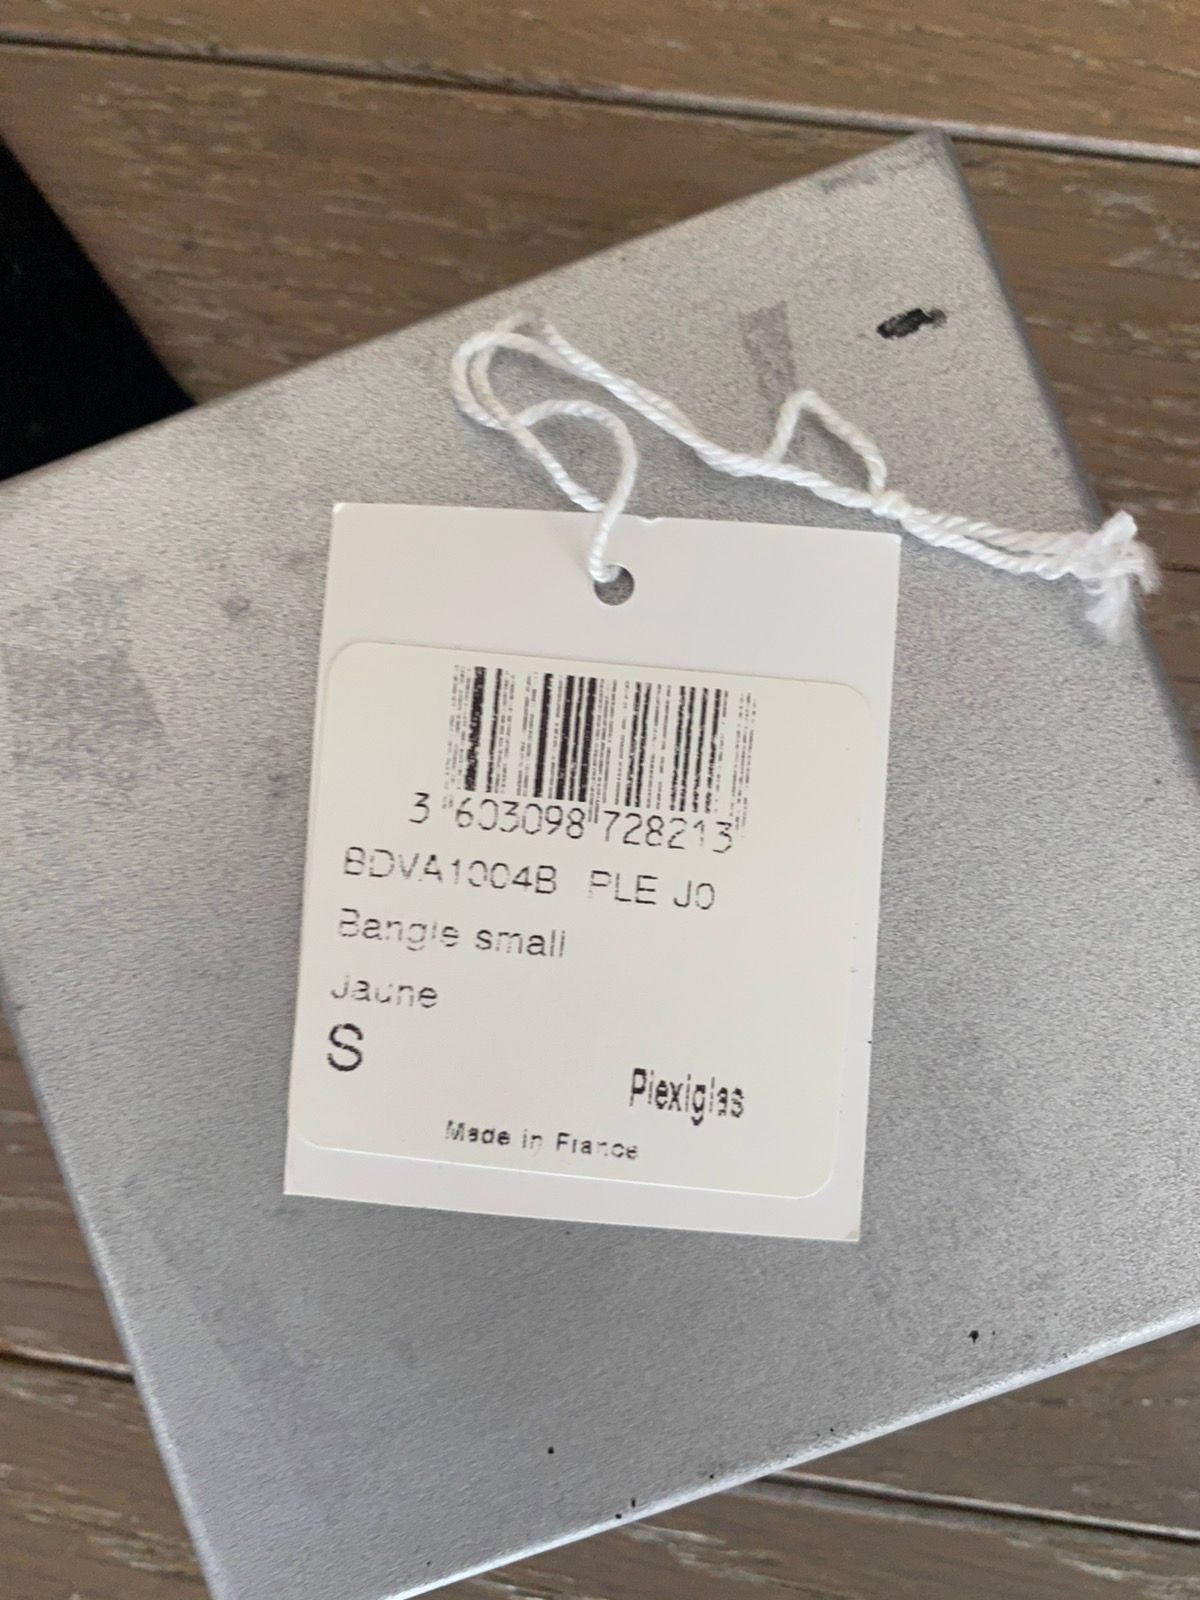 3 603098 728213
BDVA1004B PLE J0
Bangle small
Jaune
S
Plexiglas
Made in France